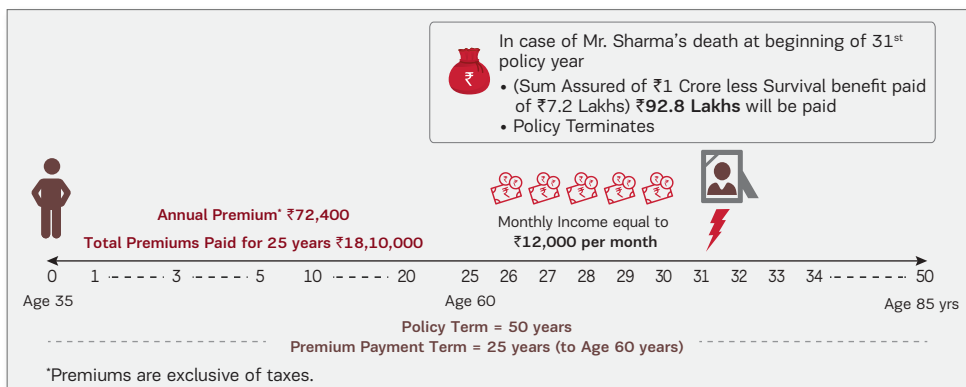 In case of Mr. Sharma's death at beginning of 31st
policy year
• (Sum Assured of ₹1 Crore less Survival benefit paid
of ₹7.2 Lakhs) ₹92.8 Lakhs will be paid
• Policy Terminates
₹
Annual Premium* ₹72,400
Total Premiums Paid for 25 years ₹18,10,000
Monthly Income equal to
₹12,000 per month
0 1 3 5 10 20 25 26 27 28 29 30 31 32 33 34 50
Age 35 Age 60 Age 85 yrs
Policy Term = 50 years
Premium Payment Term = 25 years (to Age 60 years)
*Premiums are exclusive of taxes.